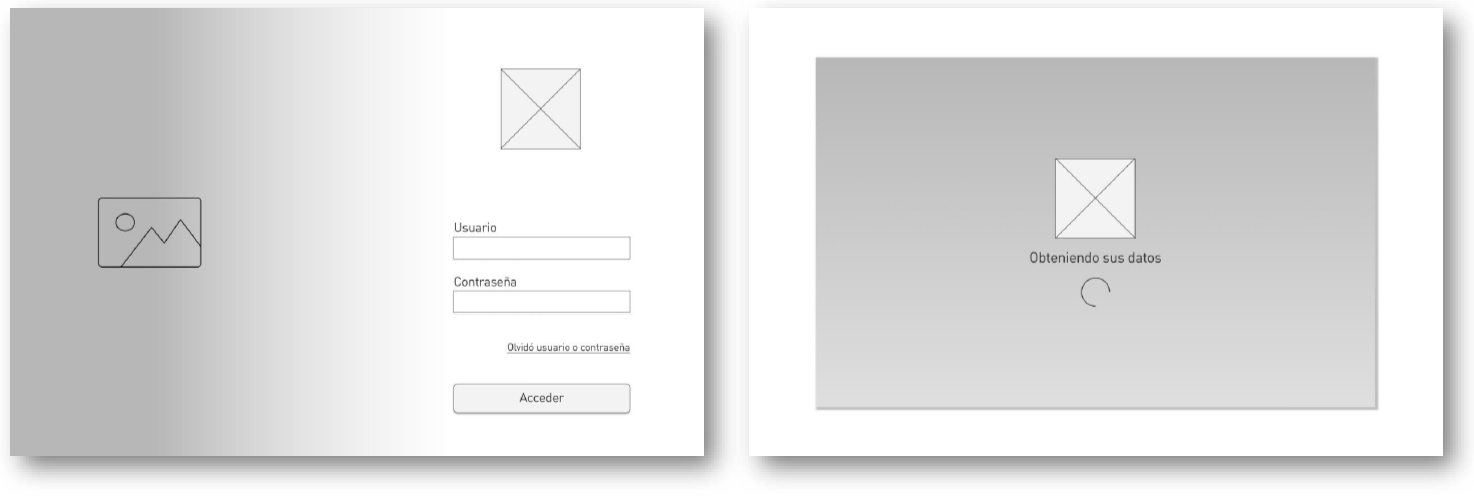 Usuario
Contraseña
Olvidó usuario o contraseña
Acceder
Obteniendo sus datos